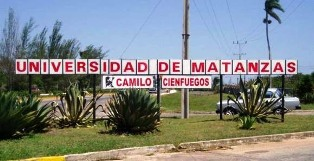 UNIVERSIDAD DE MATANZAS
CAMILO CIENFUEGOS